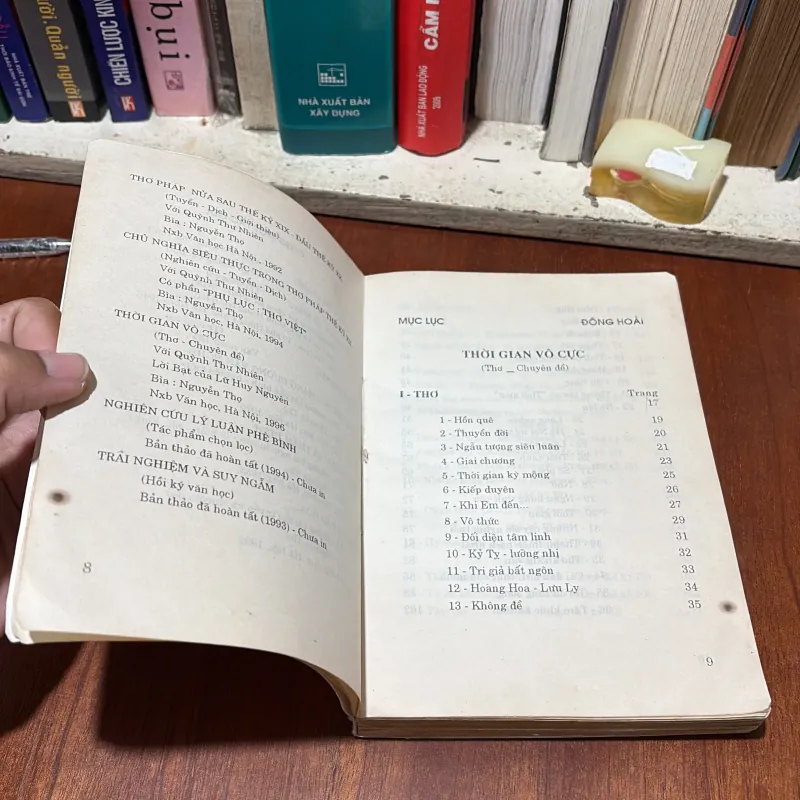 NHÀ XUẤT BẢN
CHIẾN LƯỢC KINH
bụi
NHÀ XUẤT BẢN
XÂY DỰNG
CẨM
NHÀ XUẤT BẢN LAO ĐỘNG
THƠ PHÁP NỬA SAU THẾ KỶ XIX - ĐẦU THẾ KỶ XX
(Tuyển - Dịch - Giới thiệu)
Với Quỳnh Thư Nhiên
Bìa : Nguyễn Thọ
Nxb Văn học Hà Nội - 1992
CHỦ NGHĨA SIÊU THỰC TRONG THƠ PHÁP THẾ KỶ XX
(Nghiên cứu - Tuyển - Dịch)
Với Quỳnh Thư Nhiên
Có phần "PHỤ LỤC : THƠ VIỆT"
Bìa : Nguyễn Thọ
Nxb Văn học, Hà Nội, 1994
THỜI GIAN VÔ CỰC
(Thơ - Chuyên đề)
Với Quỳnh Thư Nhiên
Lời Bạt của Lữ Huy Nguyên
Bìa : Nguyễn Thọ
Nxb Văn học, Hà Nội, 1996
NGHIÊN CỨU LÝ LUẬN PHÊ BÌNH
(Tác phẩm chọn lọc)
Bản thảo đã hoàn tất (1994) - Chưa in
TRẢI NGHIỆM VÀ SUY NGẪM
(Hồi ký văn học)
Bản thảo đã hoàn tất (1993) - Chưa in
8
MỤC LỤC ĐÔNG HOÀI
THỜI GIAN VÔ CỰC
(Thơ _ Chuyên đề)
I - THƠ Trang
17
1 - Hồn quê 19
2 - Thuyền đời 20
3 - Ngẫu tượng siêu luân 21
4 - Giai chương 23
5 - Thời gian ký mộng 25
6 - Kiếp duyên 26
7 - Khi Em đến... 27
8 - Vô thức 29
9 - Đối diện tâm linh 31
10 - Kỷ Tỵ - lưỡng nhị 32
11 - Tri giả bất ngôn 33
12 - Hoàng Hoa - Lưu Ly 34
13 - Không đề 35
9